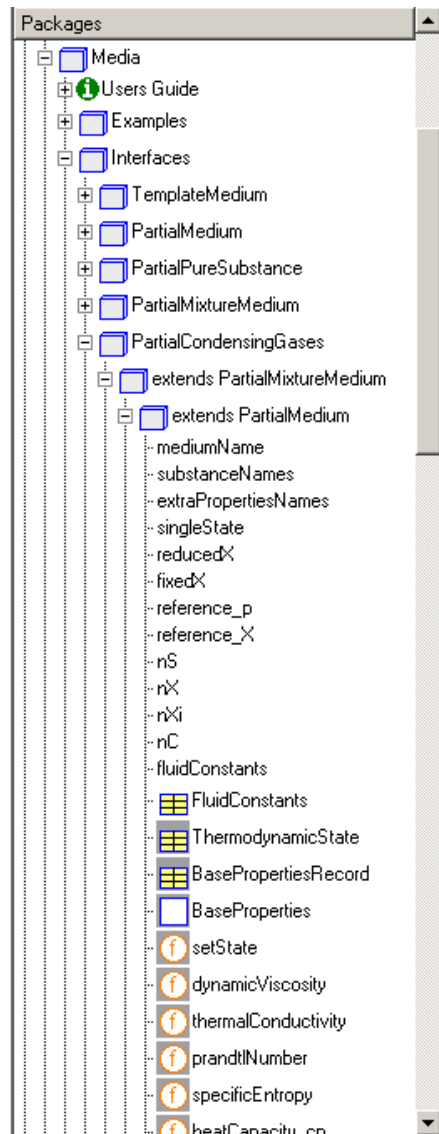 Packages
Media
Users Guide
Examples
Interfaces
TemplateMedium
PartialMedium
PartialPureSubstance
PartialMixtureMedium
PartialCondensingGases
extends PartialMixtureMedium
extends PartialMedium
mediumName
substanceNames
extraPropertiesNames
singleState
reducedX
fixedX
reference_p
reference_X
nS
nX
nXi
nC
fluidConstants
FluidConstants
ThermodynamicState
BasePropertiesRecord
BaseProperties
f setState
f dynamicViscosity
f thermalConductivity
f prandtlNumber
f specificEntropy
f heatCapacity_cp